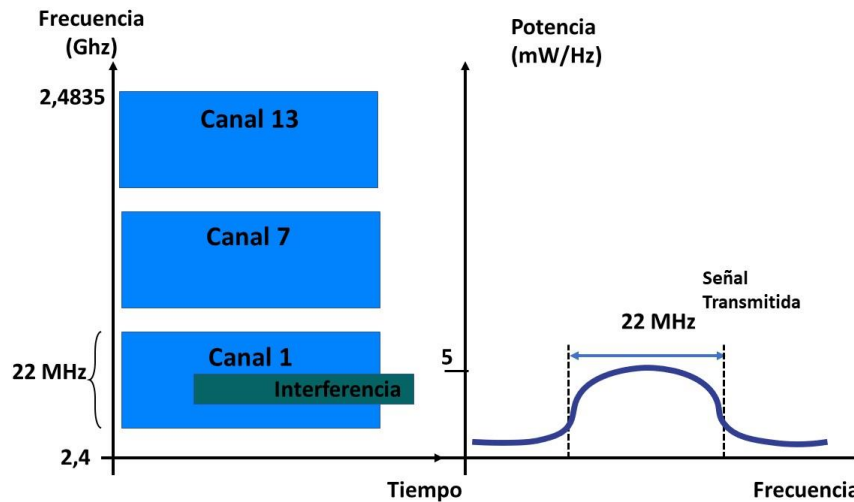 Frecuencia
(Ghz)
2,4835
Canal 13
Canal 7
Canal 1
22 MHz
Interferencia
2,4
Tiempo
Potencia
(mW/Hz)
Señal
Transmitida
22 MHz
5
Frecuencia